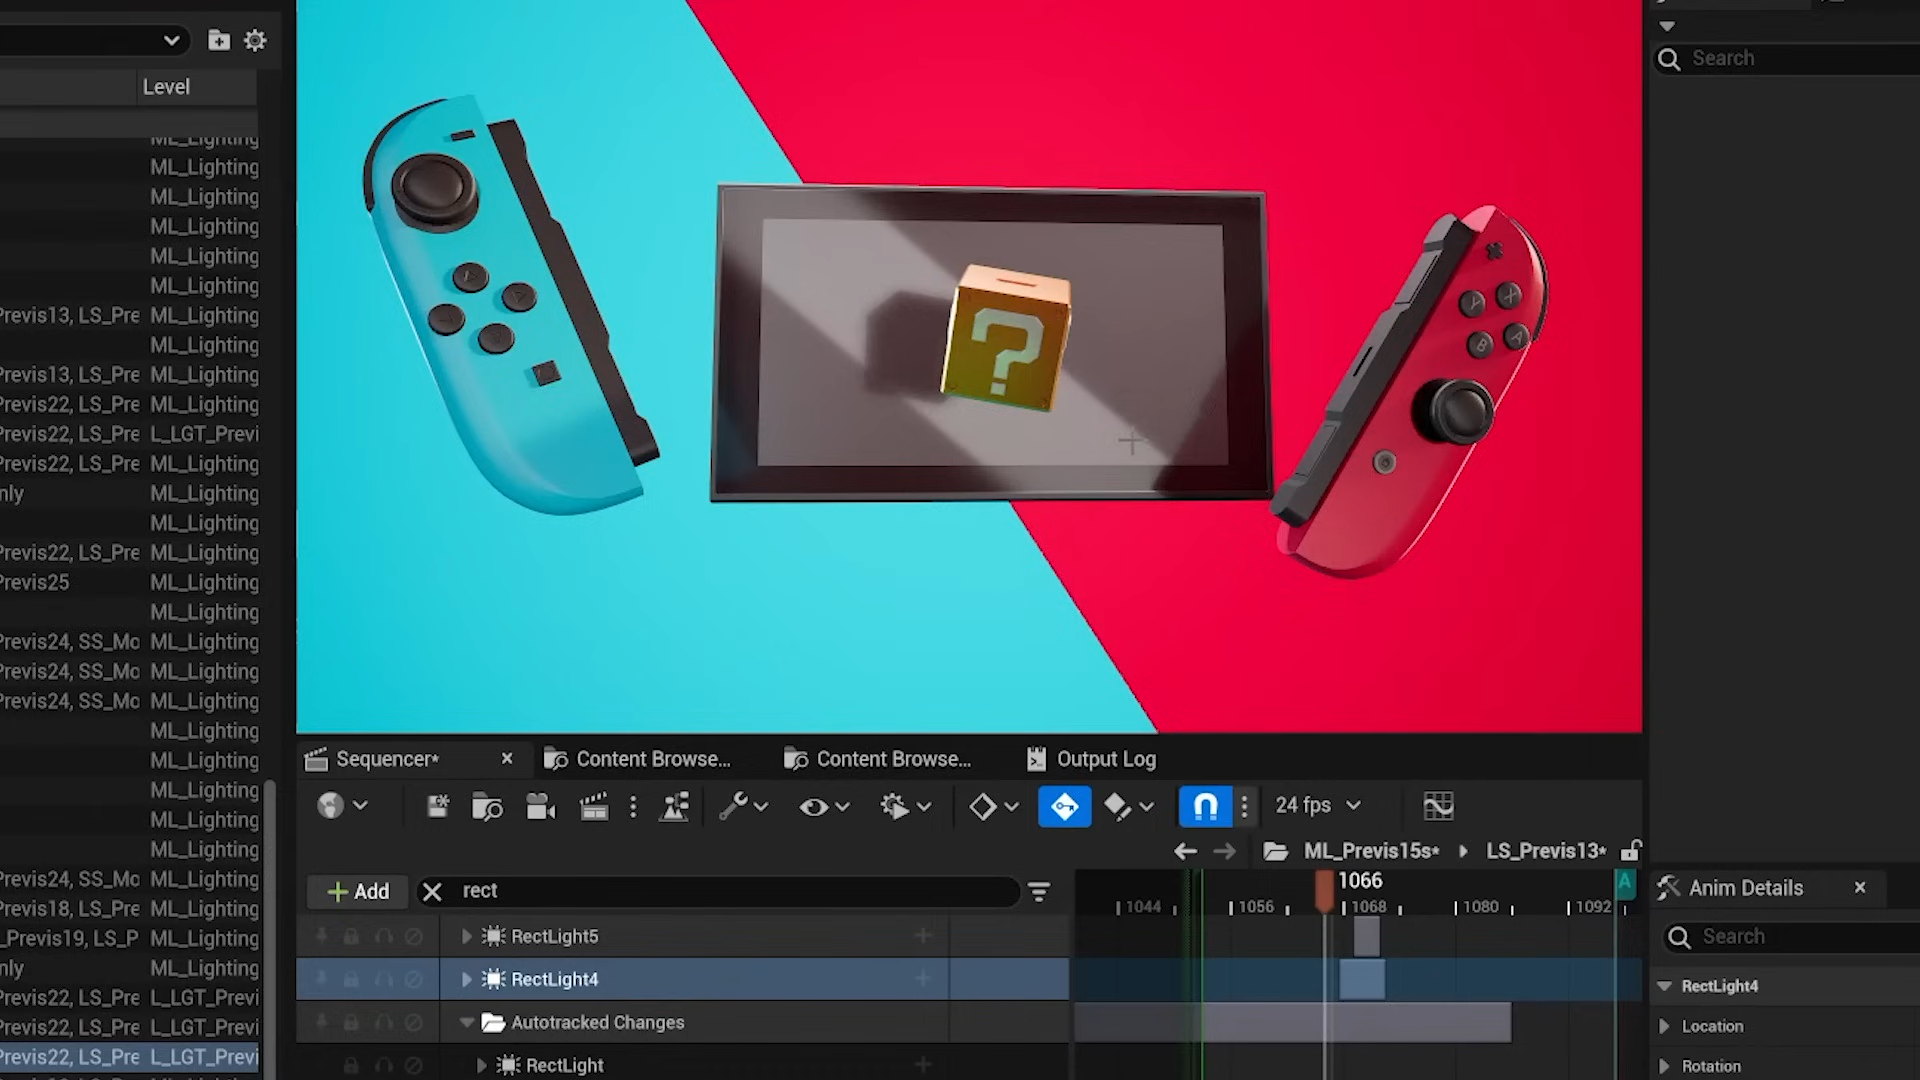 Level
ML_Lighting
ML_Lighting
ML_Lighting
ML_Lighting
ML_Lighting
ML_Lighting
Previs13, LS_Pre ML_Lighting
ML_Lighting
Previs13, LS_Pre ML_Lighting
Previs22, LS_Pre ML_Lighting
Previs22, LS_Pre L_LGT_Previ
Previs22, LS_Pre ML_Lighting
nly ML_Lighting
ML_Lighting
Previs22, LS_Pre ML_Lighting
Previs25 ML_Lighting
ML_Lighting
Previs24, SS_Mo ML_Lighting
Previs24, SS_Mo ML_Lighting
Previs24, SS_Mo ML_Lighting
ML_Lighting
ML_Lighting
ML_Lighting
ML_Lighting
ML_Lighting
Previs24, SS_Mo ML_Lighting
Previs18, LS_Pre ML_Lighting
_Previs19, LS_P ML_Lighting
nly ML_Lighting
Previs22, LS_Pre L_LGT_Previ
Previs22, LS_Pre L_LGT_Previ
Previs22, LS_Pre L_LGT_Previ
?
X
Y
A
B
Sequencer*
Content Browse...
Content Browse...
Output Log
24 fps
ML_Previs15s*
LS_Previs13*
+ Add
rect
1066
1044 1056 1068 1080 1092
A
RectLight5
RectLight4
Autotracked Changes
RectLight
Search
Anim Details
Search
RectLight4
Location
Rotation